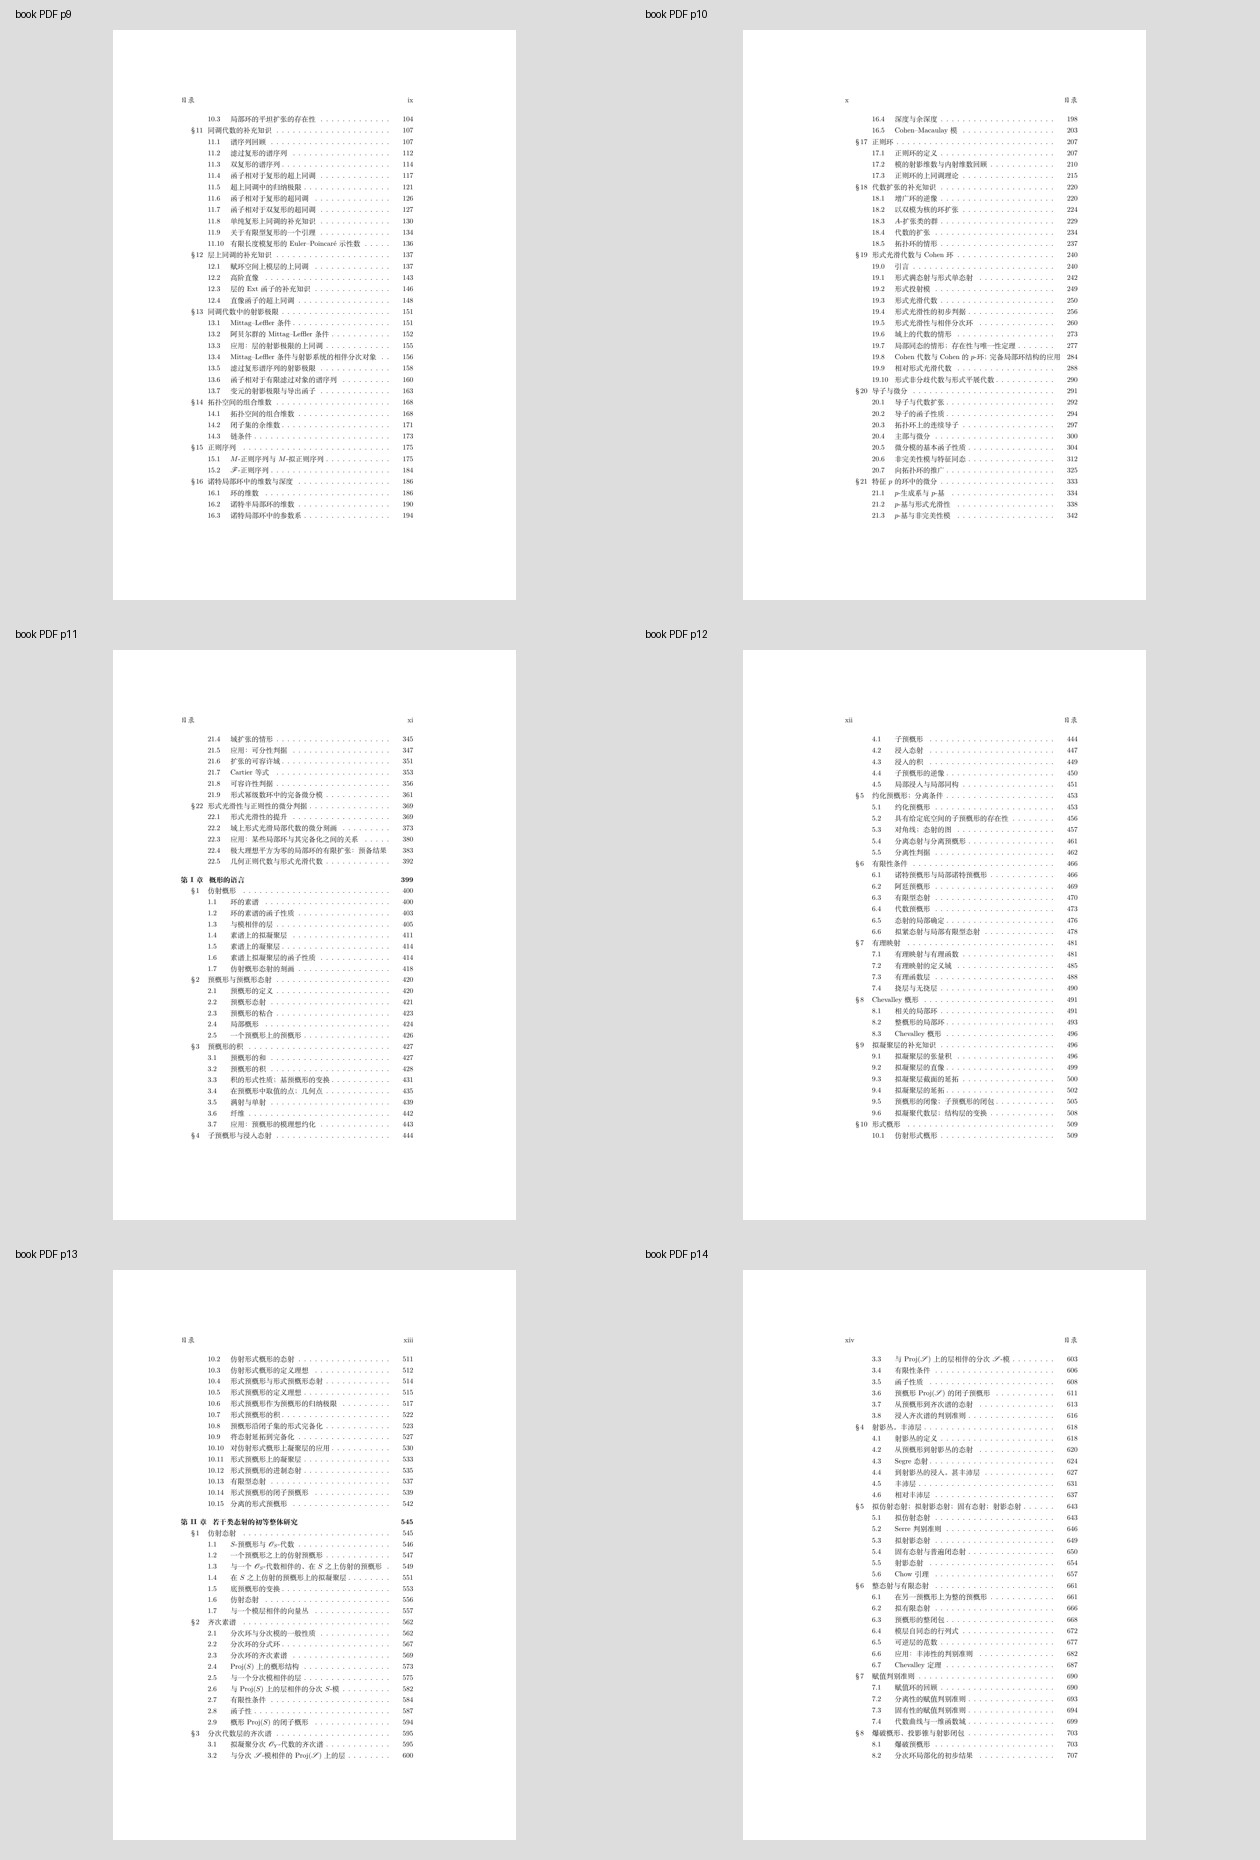 book PDF p9
目录 ix
10.3 局部环的平坦扩张的存在性 104
§11 同调代数的补充知识 107
11.1 谱序列回顾 107
11.2 滤过复形的谱序列 112
11.3 双复形的谱序列 114
11.4 函子相对于复形的超上同调 117
11.5 超上同调中的归纳极限 121
11.6 函子相对于复形的超同调 126
11.7 函子相对于双复形的超同调 127
11.8 单纯复形上同调的补充知识 130
11.9 关于有限型复形的一个引理 134
11.10 有限长度模复形的 Euler–Poincaré 示性数 136
§12 层上同调的补充知识 137
12.1 赋环空间上模层的上同调 137
12.2 高阶直像 143
12.3 层的 Ext 函子的补充知识 146
12.4 直像函子的超上同调 148
§13 同调代数中的射影极限 151
13.1 Mittag–Leffler 条件 151
13.2 阿贝尔群的 Mittag–Leffler 条件 152
13.3 应用：层的射影极限的上同调 155
13.4 Mittag–Leffler 条件与射影系统的相伴分次对象 156
13.5 滤过复形谱序列的射影极限 158
13.6 函子相对于有限滤过对象的谱序列 160
13.7 变元的射影极限与导出函子 163
§14 拓扑空间的组合维数 168
14.1 拓扑空间的组合维数 168
14.2 闭子集的余维数 171
14.3 链条件 173
§15 正则序列 175
15.1 M-正则序列与 M-拟正则序列 175
15.2 ℱ-正则序列 184
§16 诺特局部环中的维数与深度 186
16.1 环的维数 186
16.2 诺特半局部环的维数 190
16.3 诺特局部环中的参数系 194
book PDF p10
x 目录
16.4 深度与余深度 198
16.5 Cohen–Macaulay 模 203
§17 正则环 207
17.1 正则环的定义 207
17.2 模的射影维数与内射维数回顾 210
17.3 正则环的上同调理论 215
§18 代数扩张的补充知识 220
18.1 增广环的逆像 220
18.2 以双模为核的环扩张 224
18.3 A-扩张类的群 229
18.4 代数的扩张 234
18.5 拓扑环的情形 237
§19 形式光滑代数与 Cohen 环 240
19.0 引言 240
19.1 形式满态射与形式单态射 242
19.2 形式投射模 249
19.3 形式光滑代数 250
19.4 形式光滑性的初步判据 256
19.5 形式光滑性与相伴分次环 260
19.6 域上的代数的情形 273
19.7 局部同态的情形；存在性与唯一性定理 277
19.8 Cohen 代数与 Cohen 的 p-环；完备局部环结构的应用 284
19.9 相对形式光滑代数 288
19.10 形式非分歧代数与形式平展代数 290
§20 导子与微分 291
20.1 导子与代数扩张 292
20.2 导子的函子性质 294
20.3 拓扑环上的连续导子 297
20.4 主部与微分 300
20.5 微分模的基本函子性质 304
20.6 非完美性模与特征同态 312
20.7 向拓扑环的推广 325
§21 特征 p 的环中的微分 333
21.1 p-生成系与 p-基 334
21.2 p-基与形式光滑性 338
21.3 p-基与非完美性模 342
book PDF p11
目录 xi
21.4 域扩张的情形 345
21.5 应用：可分性判据 347
21.6 扩张的可容许域 351
21.7 Cartier 等式 353
21.8 可容许性判据 356
21.9 形式幂级数环中的完备微分模 361
§22 形式光滑性与正则性的微分判据 369
22.1 形式光滑性的提升 369
22.2 域上形式光滑局部代数的微分刻画 373
22.3 应用：某些局部环与其完备化之间的关系 380
22.4 极大理想平方为零的局部环的有限扩张：预备结果 383
22.5 几何正则代数与形式光滑代数 392
第 I 章 概形的语言 399
§1 仿射概形 400
1.1 环的素谱 400
1.2 环的素谱的函子性质 403
1.3 与模相伴的层 405
1.4 素谱上的拟凝聚层 411
1.5 素谱上的凝聚层 414
1.6 素谱上拟凝聚层的函子性质 414
1.7 仿射概形态射的刻画 418
§2 预概形与预概形态射 420
2.1 预概形的定义 420
2.2 预概形态射 421
2.3 预概形的粘合 423
2.4 局部概形 424
2.5 一个预概形上的预概形 426
§3 预概形的积 427
3.1 预概形的和 427
3.2 预概形的积 428
3.3 积的形式性质；基预概形的变换 431
3.4 在预概形中取值的点；几何点 435
3.5 满射与单射 439
3.6 纤维 442
3.7 应用：预概形的模理想约化 443
§4 子预概形与浸入态射 444
book PDF p12
xii 目录
4.1 子预概形 444
4.2 浸入态射 447
4.3 浸入的积 449
4.4 子预概形的逆像 450
4.5 局部浸入与局部同构 451
§5 约化预概形；分离条件 453
5.1 约化预概形 453
5.2 具有给定底空间的子预概形的存在性 456
5.3 对角线；态射的图 457
5.4 分离态射与分离预概形 461
5.5 分离性判据 462
§6 有限性条件 466
6.1 诺特预概形与局部诺特预概形 466
6.2 阿廷预概形 469
6.3 有限型态射 470
6.4 代数预概形 473
6.5 态射的局部确定 476
6.6 拟紧态射与局部有限型态射 478
§7 有理映射 481
7.1 有理映射与有理函数 481
7.2 有理映射的定义域 485
7.3 有理函数层 488
7.4 挠层与无挠层 490
§8 Chevalley 概形 491
8.1 相关的局部环 491
8.2 整概形的局部环 493
8.3 Chevalley 概形 496
§9 拟凝聚层的补充知识 496
9.1 拟凝聚层的张量积 496
9.2 拟凝聚层的直像 499
9.3 拟凝聚层截面的延拓 500
9.4 拟凝聚层的延拓 502
9.5 预概形的闭像；子预概形的闭包 505
9.6 拟凝聚代数层；结构层的变换 508
§10 形式概形 509
10.1 仿射形式概形 509
book PDF p13
目录 xiii
10.2 仿射形式概形的态射 511
10.3 仿射形式概形的定义理想 512
10.4 形式预概形与形式预概形态射 514
10.5 形式预概形的定义理想 515
10.6 形式预概形作为预概形的归纳极限 517
10.7 形式预概形的积 522
10.8 预概形沿闭子集的形式完备化 523
10.9 将态射延拓到完备化 527
10.10 对仿射形式概形上凝聚层的应用 530
10.11 形式预概形上的凝聚层 533
10.12 形式预概形的进制态射 535
10.13 有限型态射 537
10.14 形式预概形的闭子预概形 539
10.15 分离的形式预概形 542
第 II 章 若干类态射的初等整体研究 545
§1 仿射态射 545
1.1 S-预概形与 𝒪S-代数 546
1.2 一个预概形之上的仿射预概形 547
1.3 与一个 𝒪S-代数相伴的、在 S 之上仿射的预概形 549
1.4 在 S 之上仿射的预概形上的拟凝聚层 551
1.5 底预概形的变换 553
1.6 仿射态射 556
1.7 与一个模层相伴的向量丛 557
§2 齐次素谱 562
2.1 分次环与分次模的一般性质 562
2.2 分次环的分式环 567
2.3 分次环的齐次素谱 569
2.4 Proj(S) 上的概形结构 573
2.5 与一个分次模相伴的层 575
2.6 与 Proj(S) 上的层相伴的分次 S-模 582
2.7 有限性条件 584
2.8 函子性 587
2.9 概形 Proj(S) 的闭子概形 594
§3 分次代数层的齐次谱 595
3.1 拟凝聚分次 𝒪Y-代数的齐次谱 595
3.2 与分次 𝒮-模相伴的 Proj(𝒮) 上的层 600
book PDF p14
xiv 目录
3.3 与 Proj(𝒮) 上的层相伴的分次 𝒮-模 603
3.4 有限性条件 606
3.5 函子性质 608
3.6 预概形 Proj(𝒮) 的闭子预概形 611
3.7 从预概形到齐次谱的态射 613
3.8 浸入齐次谱的判别准则 616
§4 射影丛。丰沛层 618
4.1 射影丛的定义 618
4.2 从预概形到射影丛的态射 620
4.3 Segre 态射 624
4.4 到射影丛的浸入。甚丰沛层 627
4.5 丰沛层 631
4.6 相对丰沛层 637
§5 拟仿射态射；拟射影态射；固有态射；射影态射 643
5.1 拟仿射态射 643
5.2 Serre 判别准则 646
5.3 拟射影态射 649
5.4 固有态射与普遍闭态射 650
5.5 射影态射 654
5.6 Chow 引理 657
§6 整态射与有限态射 661
6.1 在另一预概形上为整的预概形 661
6.2 拟有限态射 666
6.3 预概形的整闭包 668
6.4 模层自同态的行列式 672
6.5 可逆层的范数 677
6.6 应用：丰沛性的判别准则 682
6.7 Chevalley 定理 687
§7 赋值判别准则 690
7.1 赋值环的回顾 690
7.2 分离性的赋值判别准则 693
7.3 固有性的赋值判别准则 694
7.4 代数曲线与一维函数域 699
§8 爆破概形、投影锥与射影闭包 703
8.1 爆破预概形 703
8.2 分次环局部化的初步结果 707